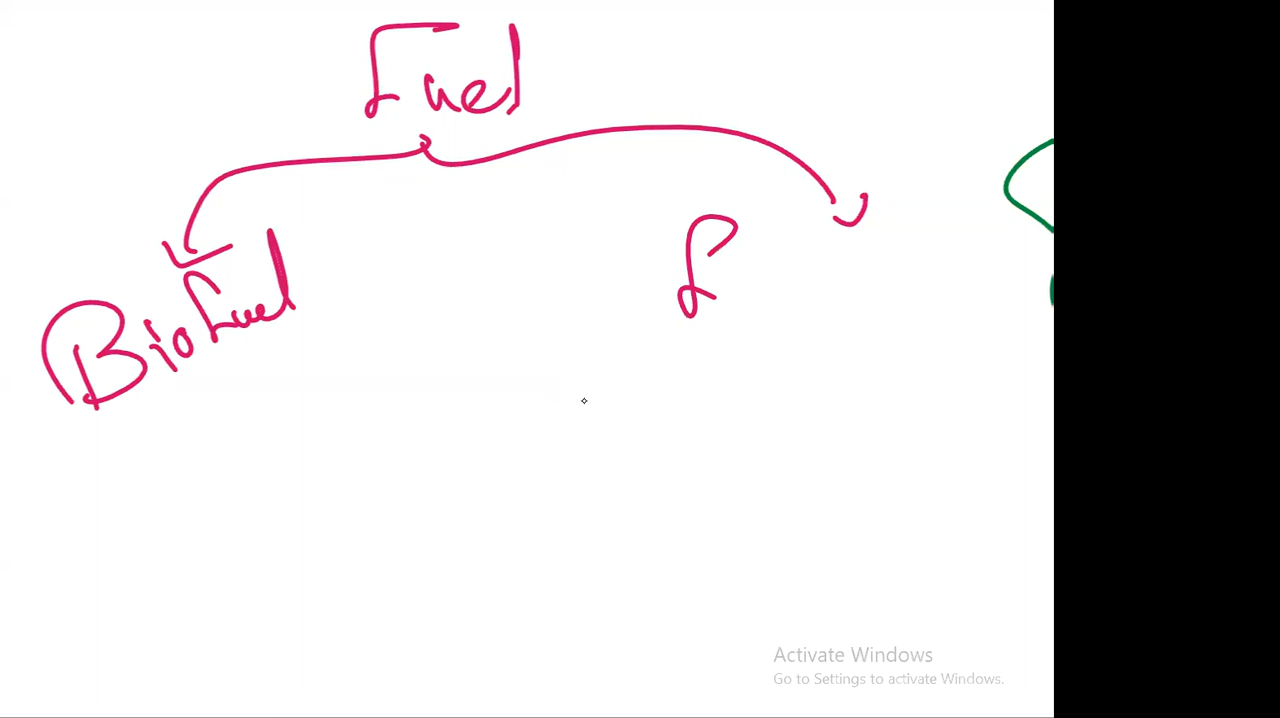 Fuel
Biofuel
f
Activate Windows
Go to Settings to activate Windows.